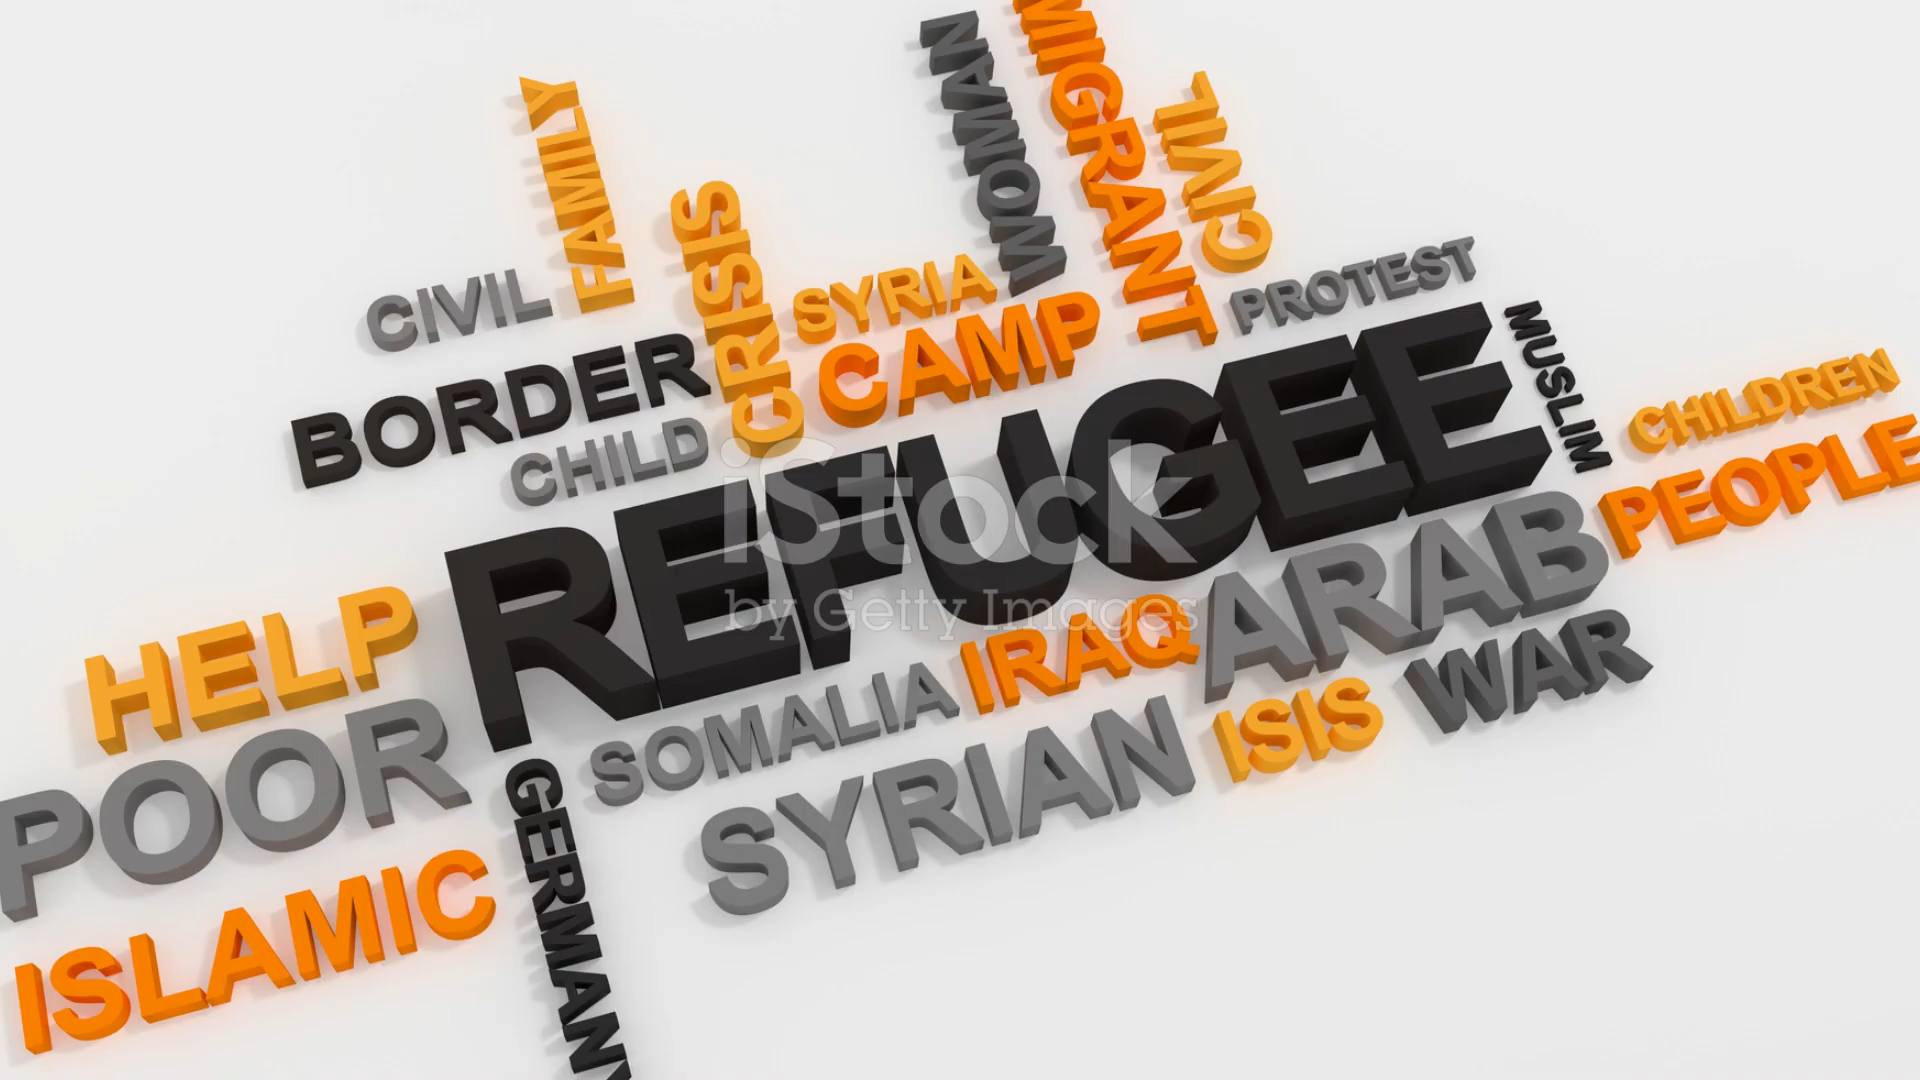 WOMAN
MIGRANT
FAMILY
CIVIL
CRISIS
CIVIL
SYRIA
PROTEST
BORDER
CAMP
MUSLIM
CHILD
CHILDREN
REFUGEE
PEOPLE
iStock
by Getty Images
ARAB
HELP
IRAQ
WAR
SOMALIA
ISIS
POOR
SYRIAN
GERMANY
ISLAMIC